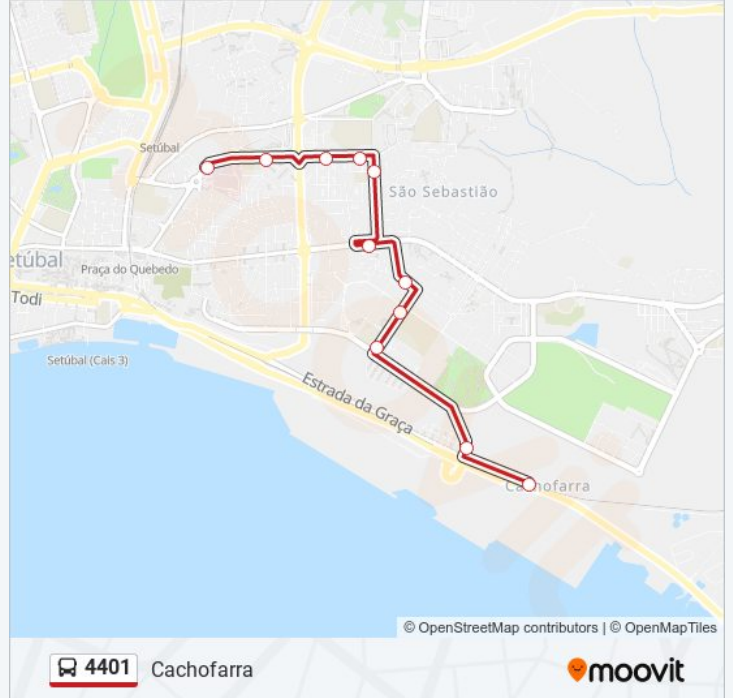 Setúbal
São Sebastião
etúbal
Praça do Quebedo
Todi
Setúbal (Cais 3)
Estrada da Graça
Cachofarra
© OpenStreetMap contributors | © OpenMapTiles
4401 Cachofarra
moovit